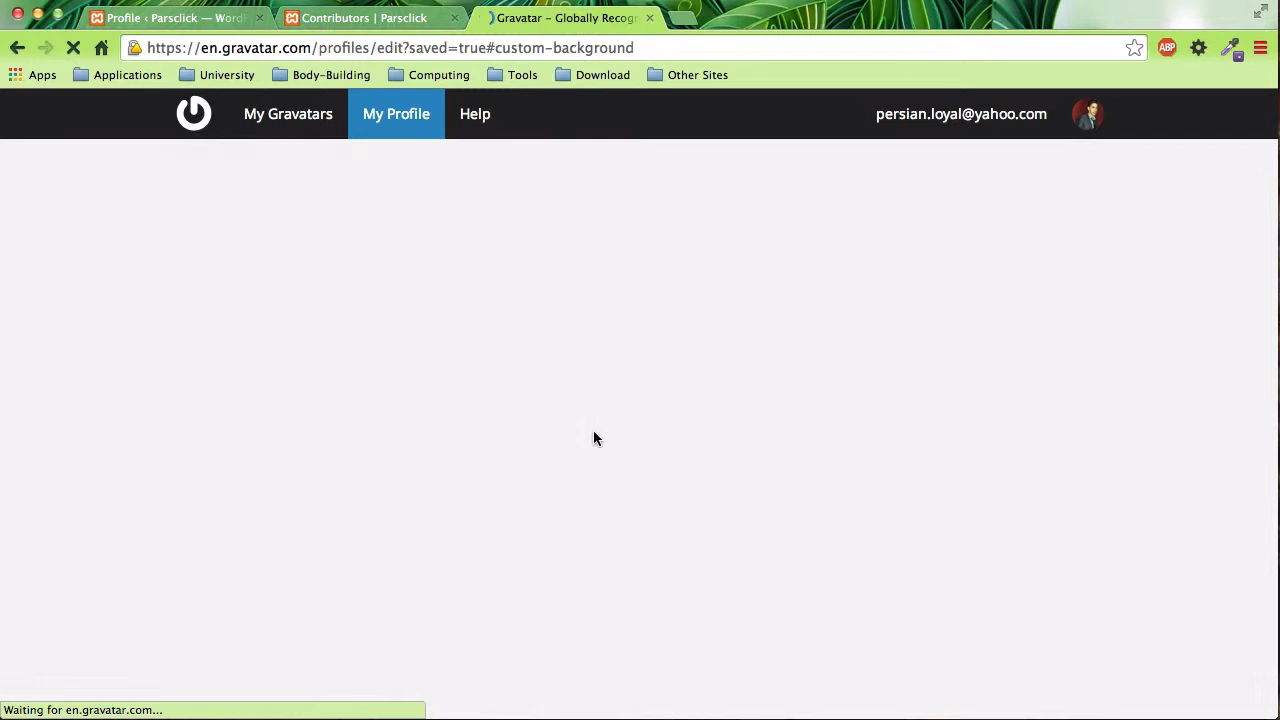 Profile ‹ Parsclick — Word
Contributors | Parsclick
Gravatar – Globally Recogn
https://en.gravatar.com/profiles/edit?saved=true#custom-background
ABP
Apps Applications University Body-Building Computing Tools Download Other Sites
My Gravatars My Profile Help persian.loyal@yahoo.com
Waiting for en.gravatar.com...